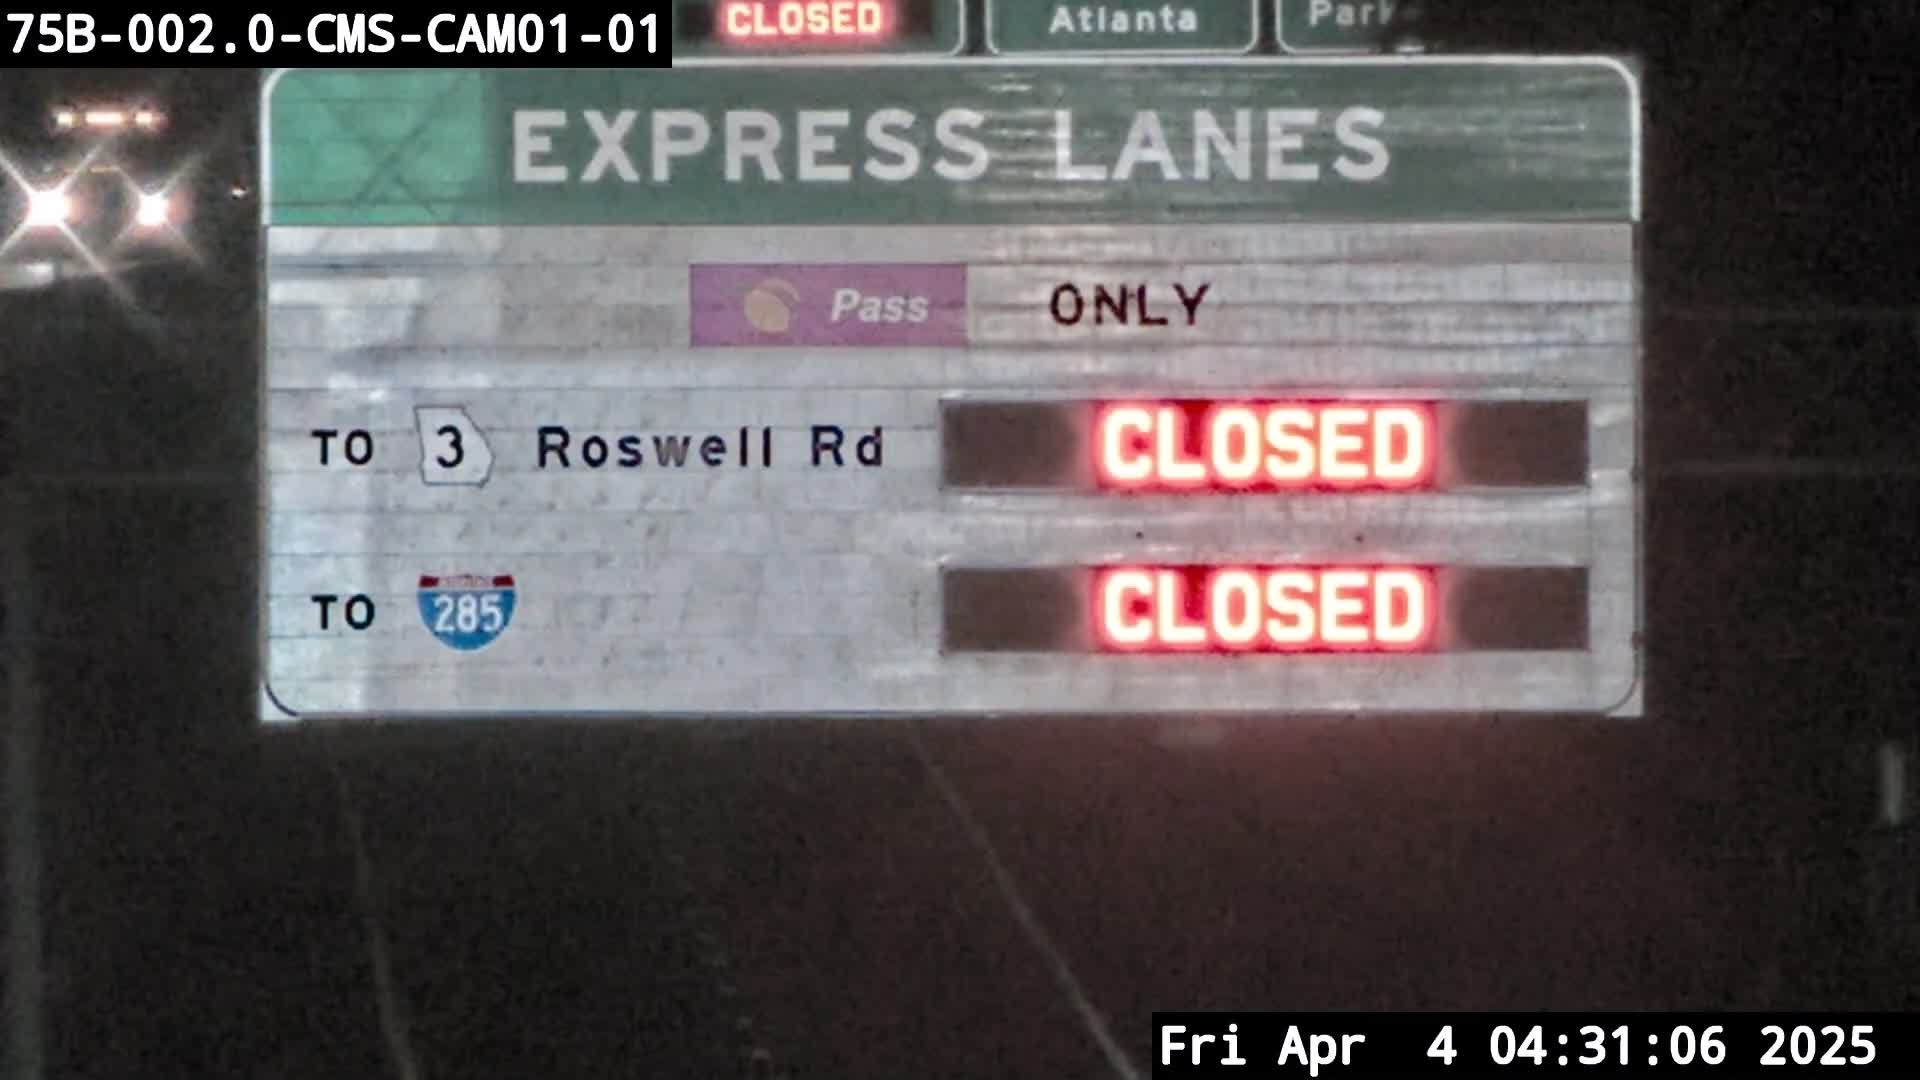 75B-002.0-CMS-CAM01-01
CLOSED
Atlanta
EXPRESS LANES
Pass ONLY
TO 3 Roswell Rd CLOSED
TO 285 CLOSED
Fri Apr 4 04:31:06 2025